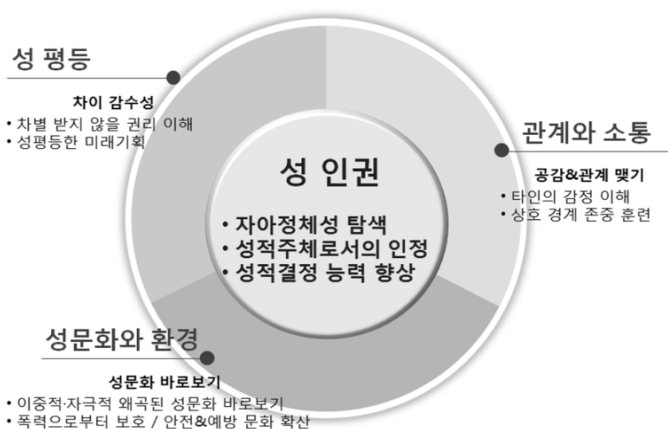 성 평등
차이 감수성
• 차별 받지 않을 권리 이해
• 성평등한 미래기획
관계와 소통
공감&관계 맺기
• 타인의 감정 이해
• 상호 경계 존중 훈련
성 인권
• 자아정체성 탐색
• 성적주체로서의 인정
• 성적결정 능력 향상
성문화와 환경
성문화 바로보기
• 이중적·자극적 왜곡된 성문화 바로보기
• 폭력으로부터 보호 / 안전&예방 문화 확산